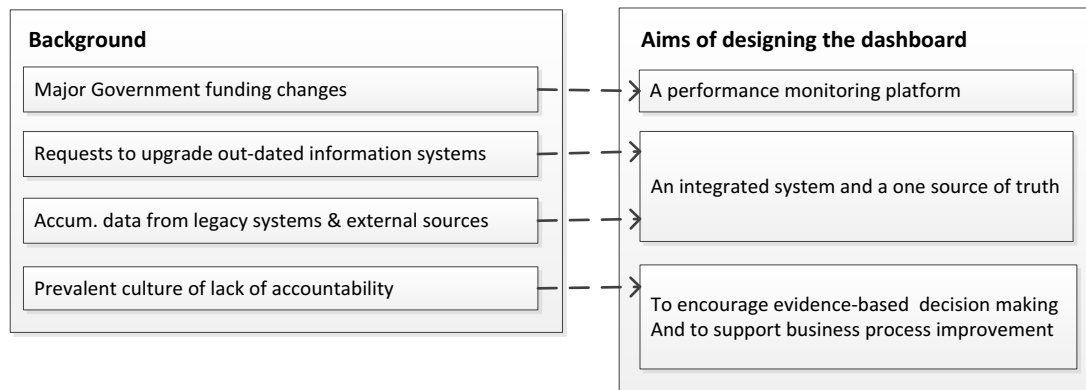 Background
Major Government funding changes
Requests to upgrade out-dated information systems
Accum. data from legacy systems & external sources
Prevalent culture of lack of accountability
Aims of designing the dashboard
A performance monitoring platform
An integrated system and a one source of truth
To encourage evidence-based decision making
And to support business process improvement